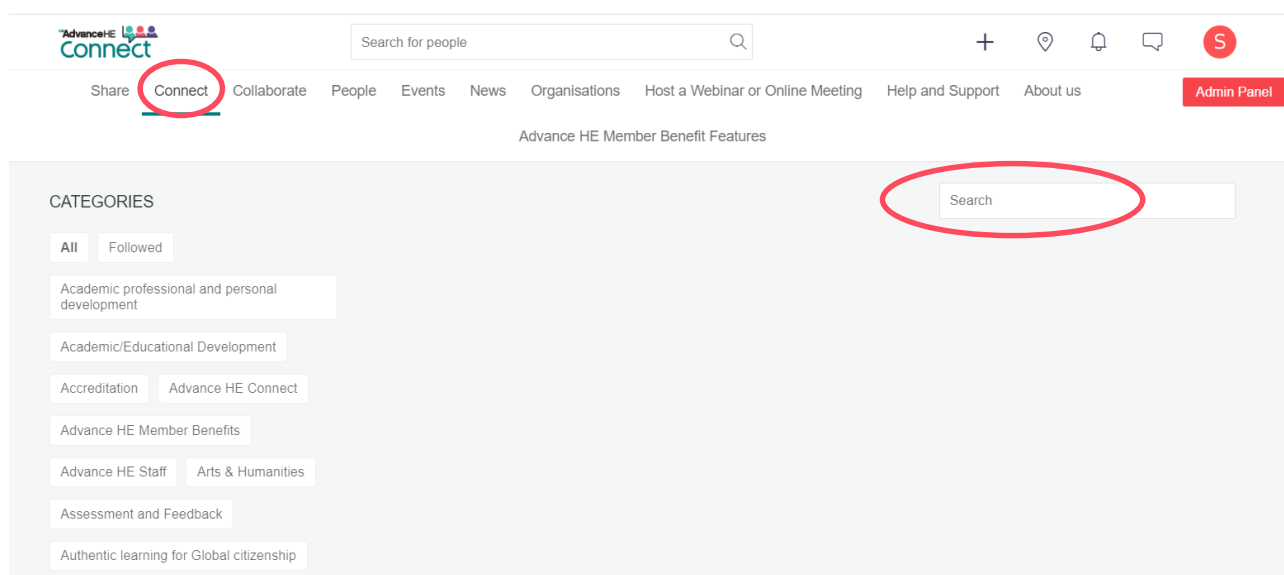 AdvanceHE
Connect
Search for people
S
Share Connect Collaborate People Events News Organisations Host a Webinar or Online Meeting Help and Support About us Admin Panel
Advance HE Member Benefit Features
CATEGORIES
Search
All Followed
Academic professional and personal
development
Academic/Educational Development
Accreditation Advance HE Connect
Advance HE Member Benefits
Advance HE Staff Arts & Humanities
Assessment and Feedback
Authentic learning for Global citizenship